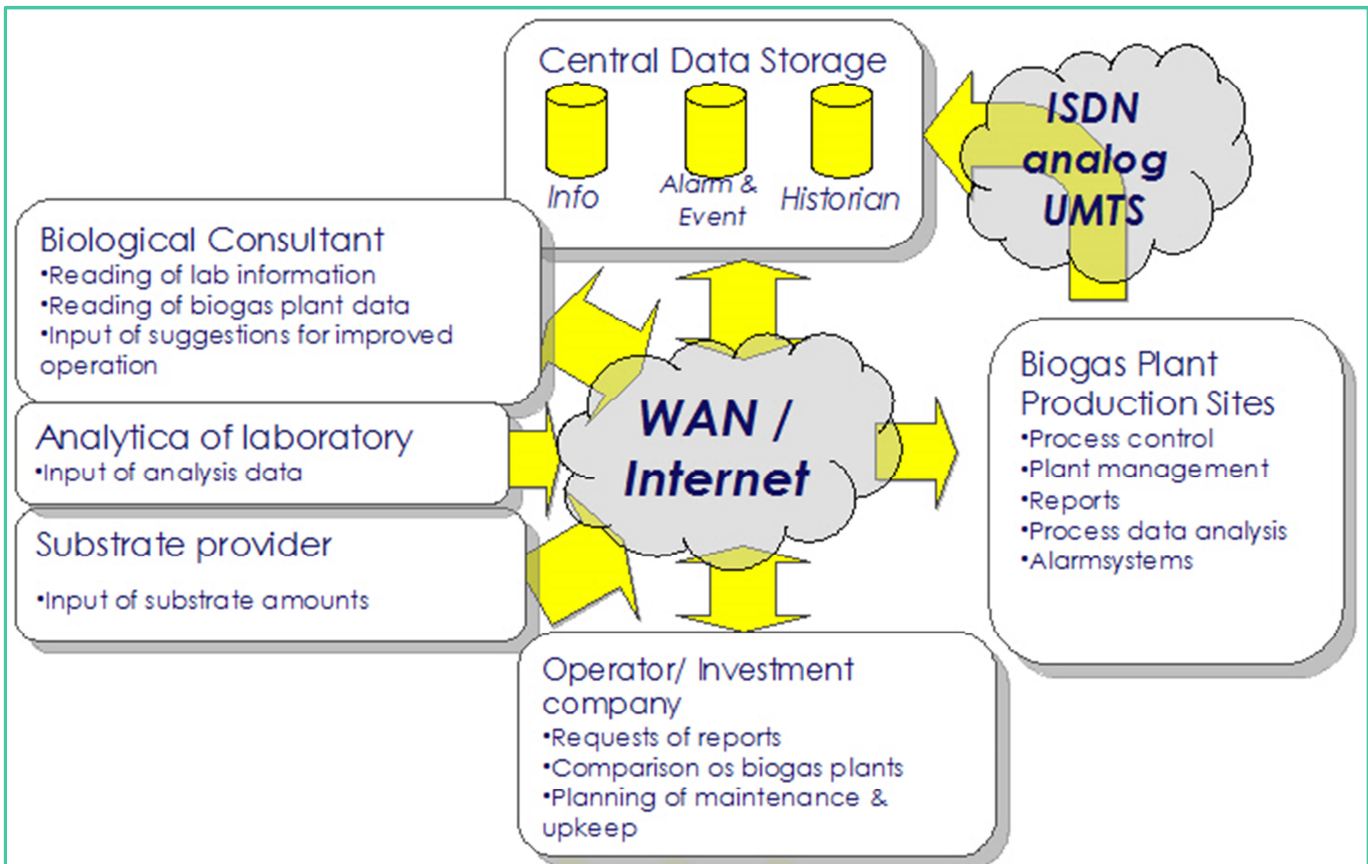 Central Data Storage
Info
Alarm &
Event
Historian
ISDN
analog
UMTS
Biological Consultant
•Reading of lab information
•Reading of biogas plant data
•Input of suggestions for improved
operation
Analytica of laboratory
•Input of analysis data
Substrate provider
•Input of substrate amounts
WAN /
Internet
Biogas Plant
Production Sites
•Process control
•Plant management
•Reports
•Process data analysis
•Alarmsystems
Operator/ Investment
company
•Requests of reports
•Comparison os biogas plants
•Planning of maintenance &
upkeep